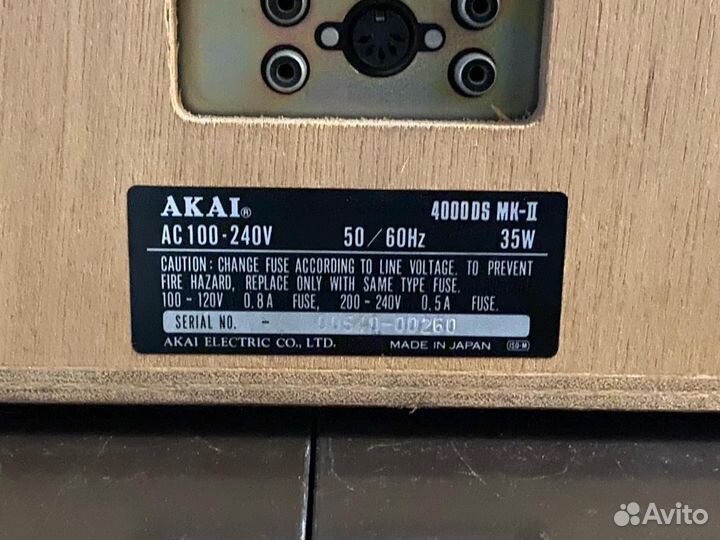 AKAI® 4000DS MK-II
AC100-240V 50/60Hz 35W
CAUTION: CHANGE FUSE ACCORDING TO LINE VOLTAGE. TO PREVENT
FIRE HAZARD, REPLACE ONLY WITH SAME TYPE FUSE.
100-120V 0.8A FUSE, 200-240V 0.5A FUSE.
SERIAL NO. -
AKAI ELECTRIC CO., LTD. MADE IN JAPAN
Avito